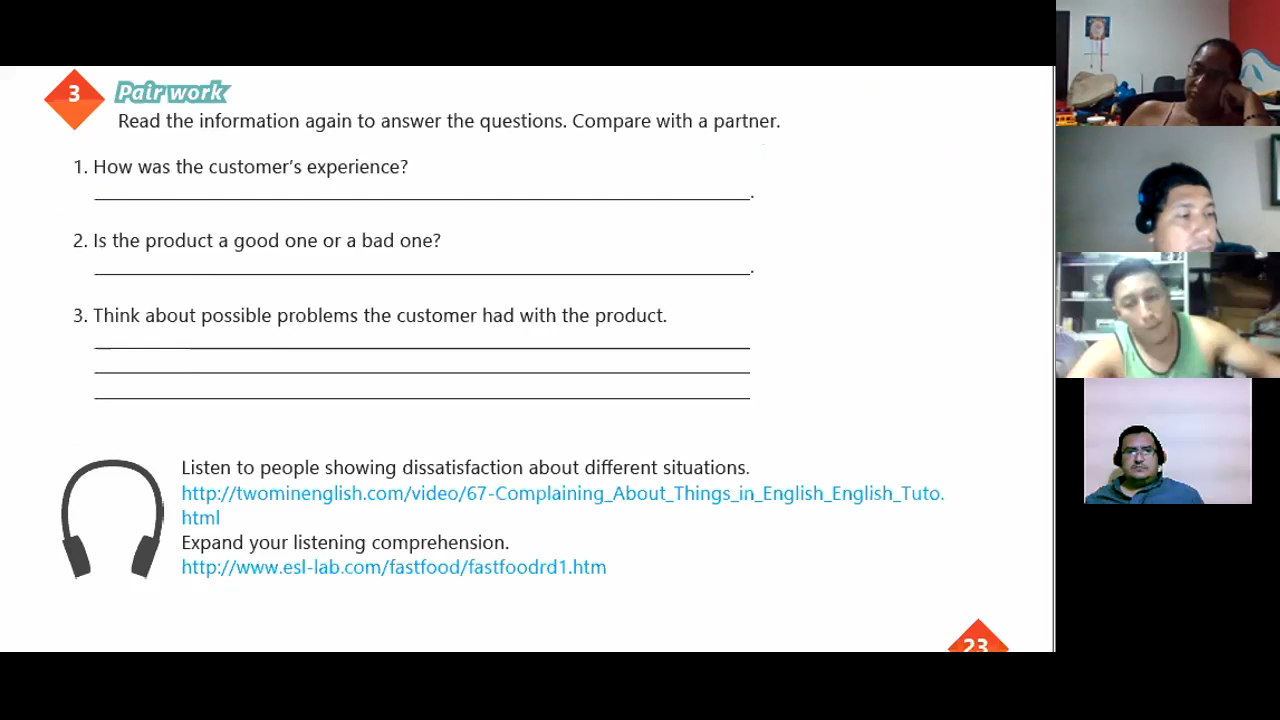 3
Pair work
Read the information again to answer the questions. Compare with a partner.
1. How was the customer's experience?
.
2. Is the product a good one or a bad one?
.
3. Think about possible problems the customer had with the product.
Listen to people showing dissatisfaction about different situations.
http://twominenglish.com/video/67-Complaining_About_Things_in_English_English_Tuto.
html
Expand your listening comprehension.
http://www.esl-lab.com/fastfood/fastfoodrd1.htm
23